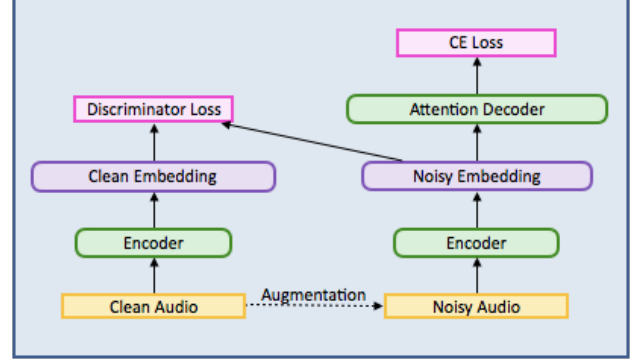 CE Loss
Discriminator Loss
Attention Decoder
Clean Embedding
Noisy Embedding
Encoder
Encoder
Augmentation
Clean Audio
Noisy Audio